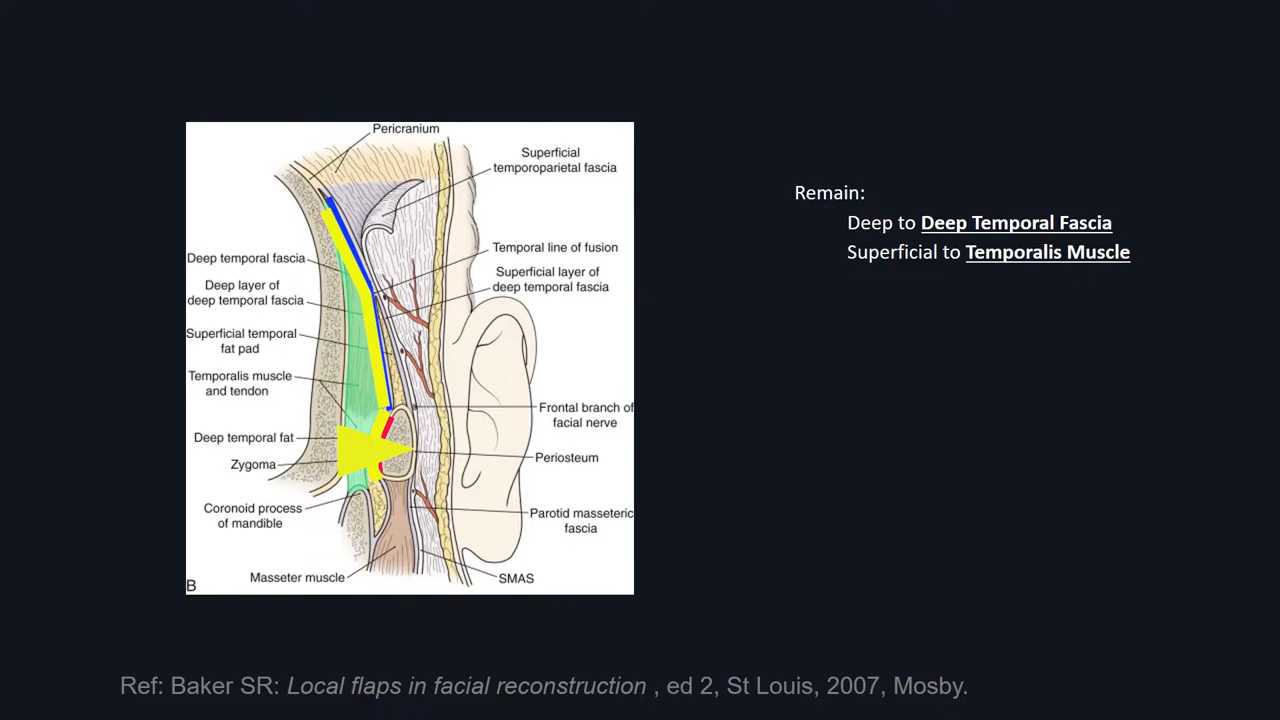 Pericranium
Superficial
temporoparietal fascia
Temporal line of fusion
Superficial layer of
deep temporal fascia
Deep temporal fascia
Deep layer of
deep temporal fascia
Superficial temporal
fat pad
Temporalis muscle
and tendon
Deep temporal fat
Zygoma
Coronoid process
of mandible
Masseter muscle
Frontal branch of
facial nerve
Periosteum
Parotid masseteric
fascia
SMAS
B
Remain:
Deep to Deep Temporal Fascia
Superficial to Temporalis Muscle
Ref: Baker SR: Local flaps in facial reconstruction , ed 2, St Louis, 2007, Mosby.